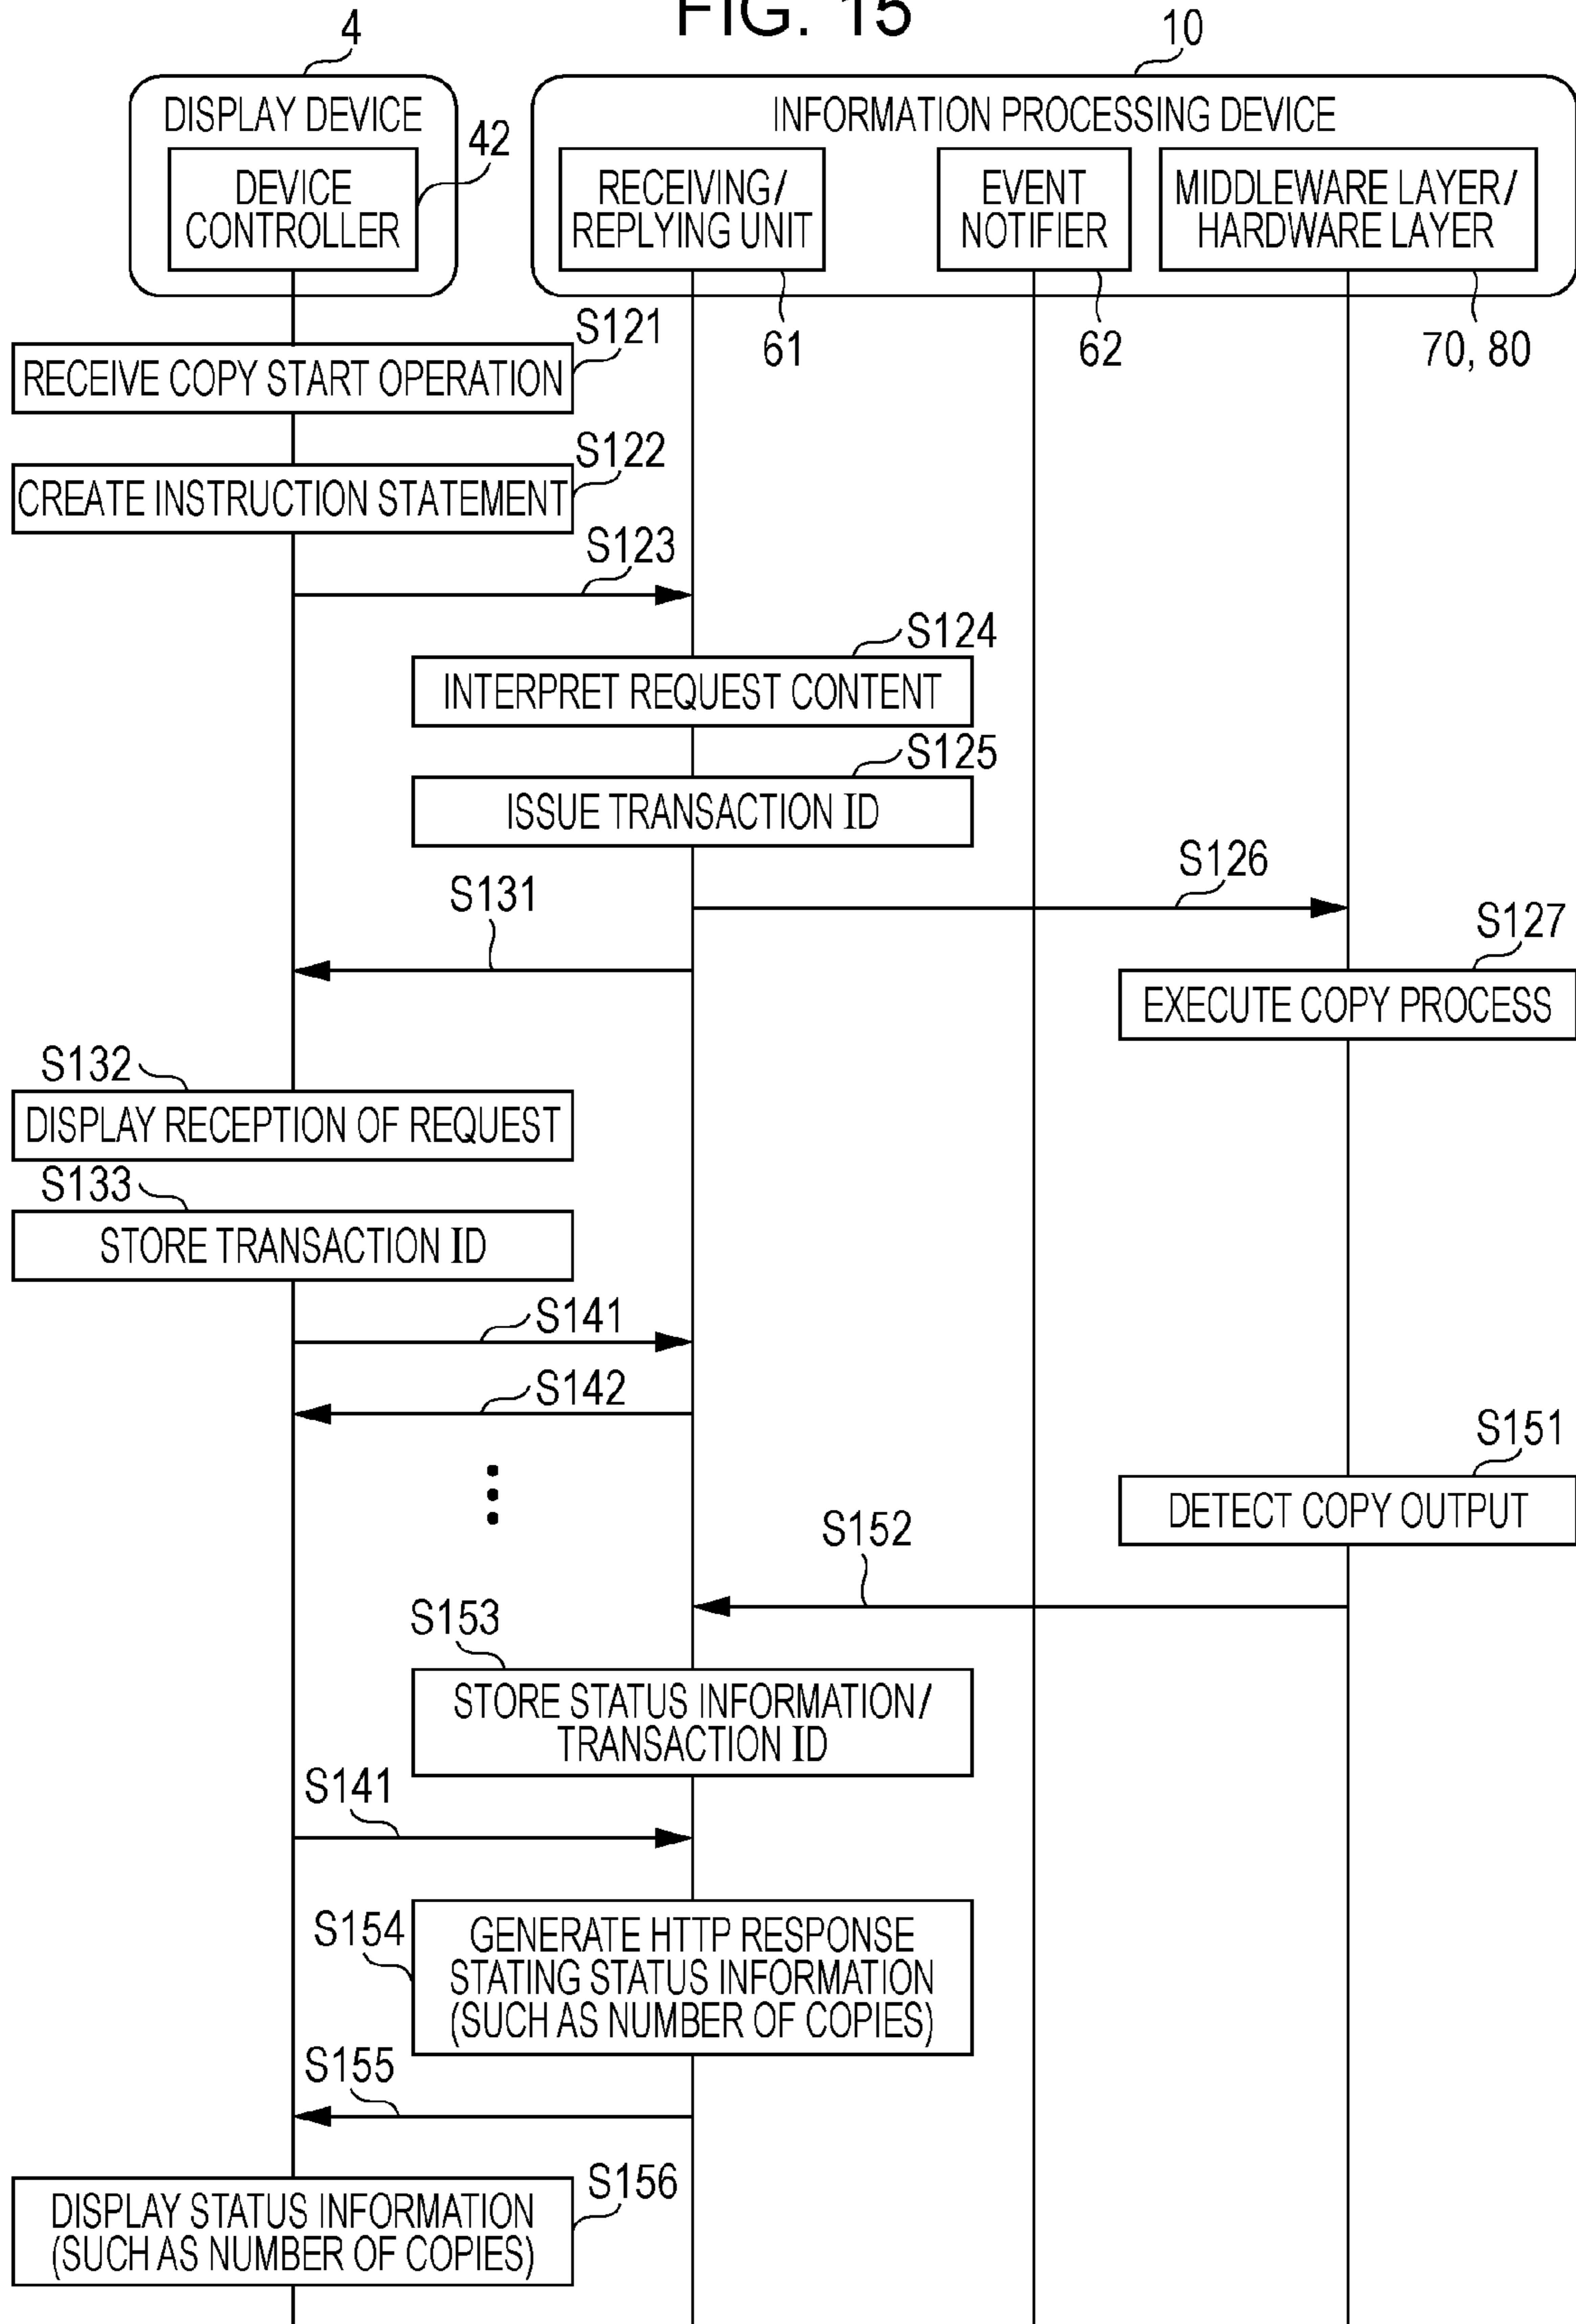 FIG. 15
4
10
DISPLAY DEVICE
INFORMATION PROCESSING DEVICE
42
DEVICE
CONTROLLER
RECEIVING/
REPLYING UNIT
EVENT
NOTIFIER
MIDDLEWARE LAYER/
HARDWARE LAYER
61
62
70, 80
S121
RECEIVE COPY START OPERATION
S122
CREATE INSTRUCTION STATEMENT
S123
S124
INTERPRET REQUEST CONTENT
S125
ISSUE TRANSACTION ID
S126
S131
S127
EXECUTE COPY PROCESS
S132
DISPLAY RECEPTION OF REQUEST
S133
STORE TRANSACTION ID
S141
S142
S151
DETECT COPY OUTPUT
S152
S153
STORE STATUS INFORMATION/
TRANSACTION ID
S141
S154
GENERATE HTTP RESPONSE
STATING STATUS INFORMATION
(SUCH AS NUMBER OF COPIES)
S155
S156
DISPLAY STATUS INFORMATION
(SUCH AS NUMBER OF COPIES)